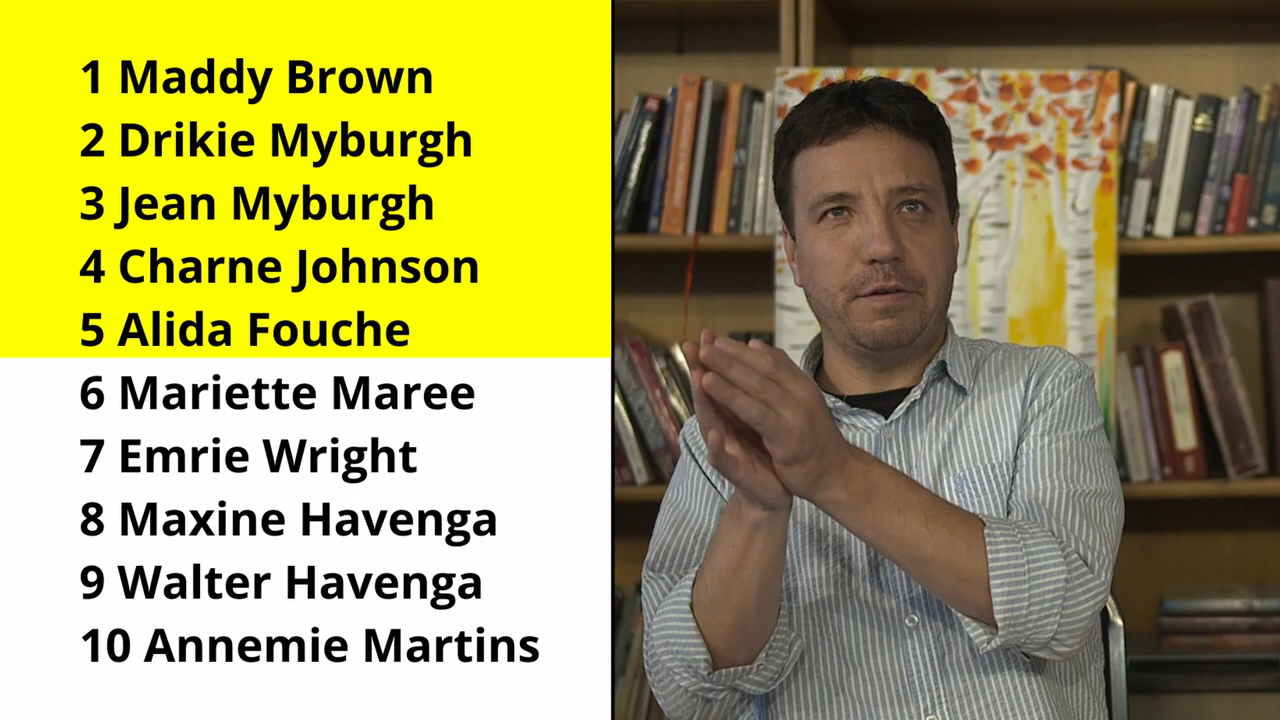 1 Maddy Brown
2 Drikie Myburgh
3 Jean Myburgh
4 Charne Johnson
5 Alida Fouche
6 Mariette Maree
7 Emrie Wright
8 Maxine Havenga
9 Walter Havenga
10 Annemie Martins